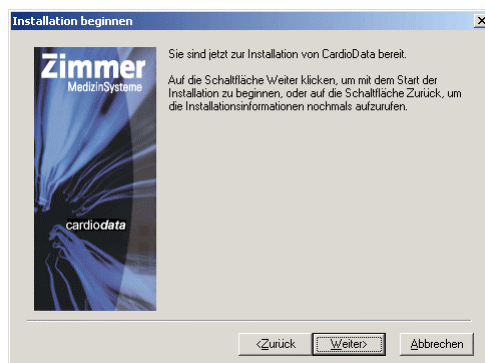 Installation beginnen
Zimmer
MedizinSysteme
cardiodata
Sie sind jetzt zur Installation von CardioData bereit.
Auf die Schaltfläche Weiter klicken, um mit dem Start der
Installation zu beginnen, oder auf die Schaltfläche Zurück, um
die Installationsinformationen nochmals aufzurufen.
<Zurück
Weiter>
Abbrechen